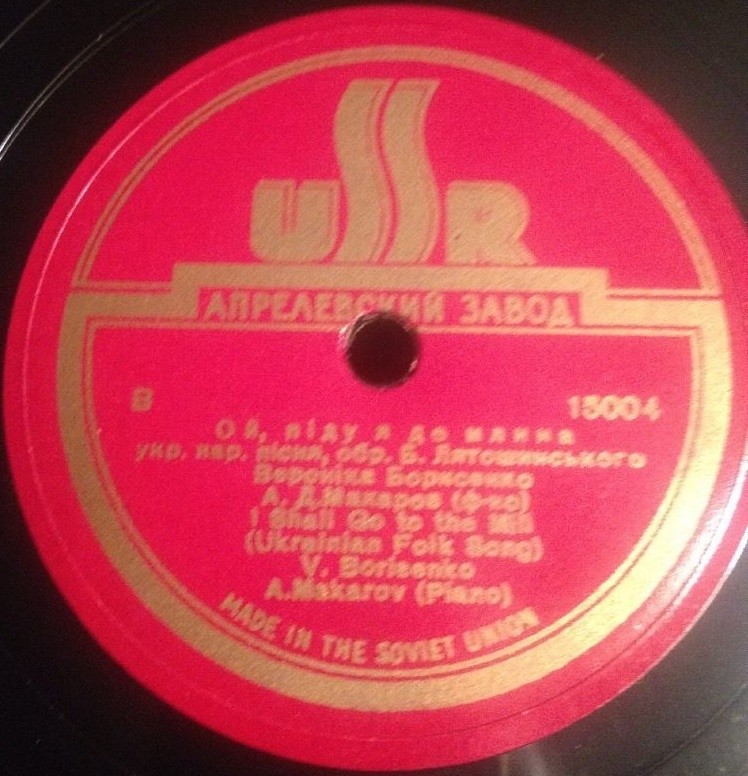 USSR
АПРЕЛЕВСКИЙ ЗАВОД
В 15004
Ой, піду я до млина
укр. нар. пісня, обр. Б. Лятошинського
Вероніка Борисенко
А. Д. Макаров (ф-но)
I Shall Go to the Mill
(Ukrainian Folk Song)
V. Borisenko
A. Makarov (Piano)
MADE IN THE SOVIET UNION